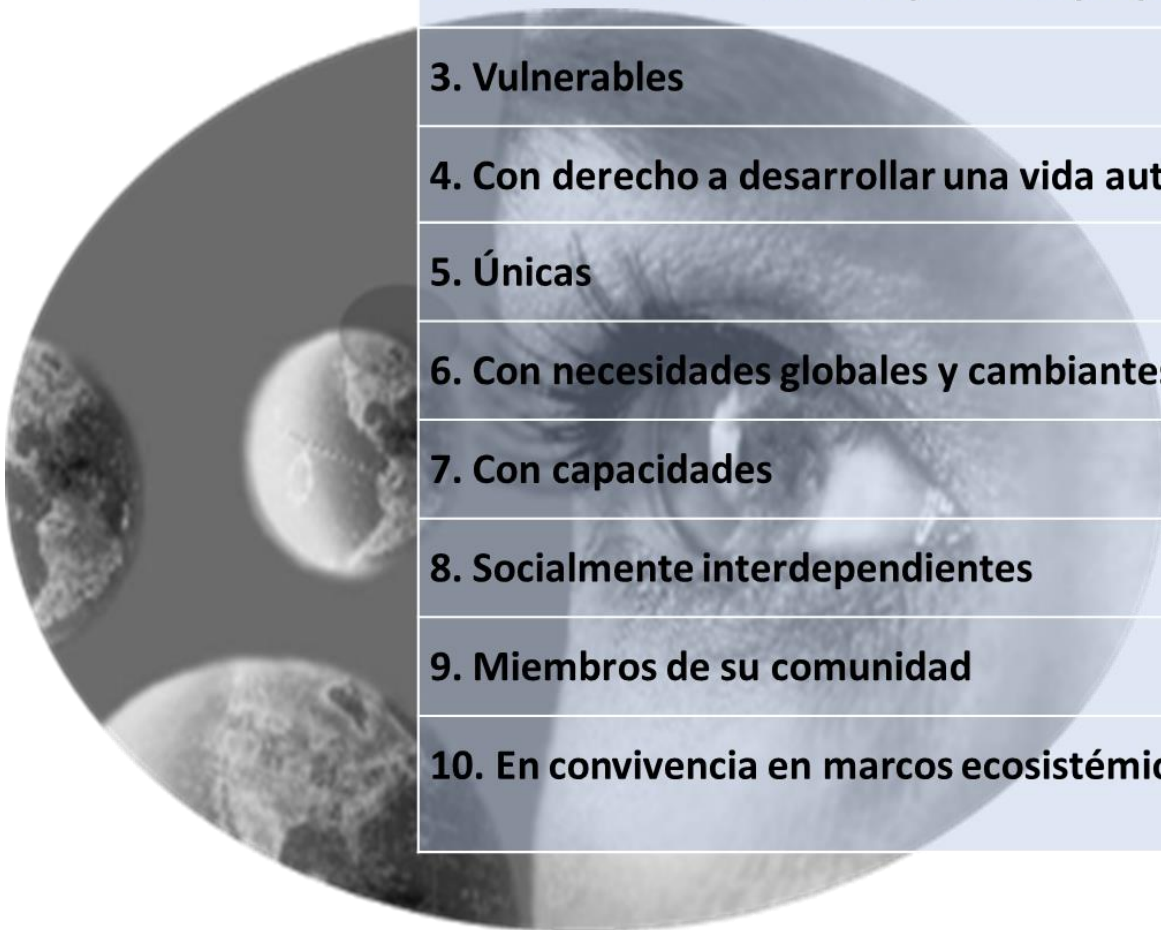 3. Vulnerables
4. Con derecho a desarrollar una vida aut
5. Únicas
6. Con necesidades globales y cambiantes
7. Con capacidades
8. Socialmente interdependientes
9. Miembros de su comunidad
10. En convivencia en marcos ecosistémic